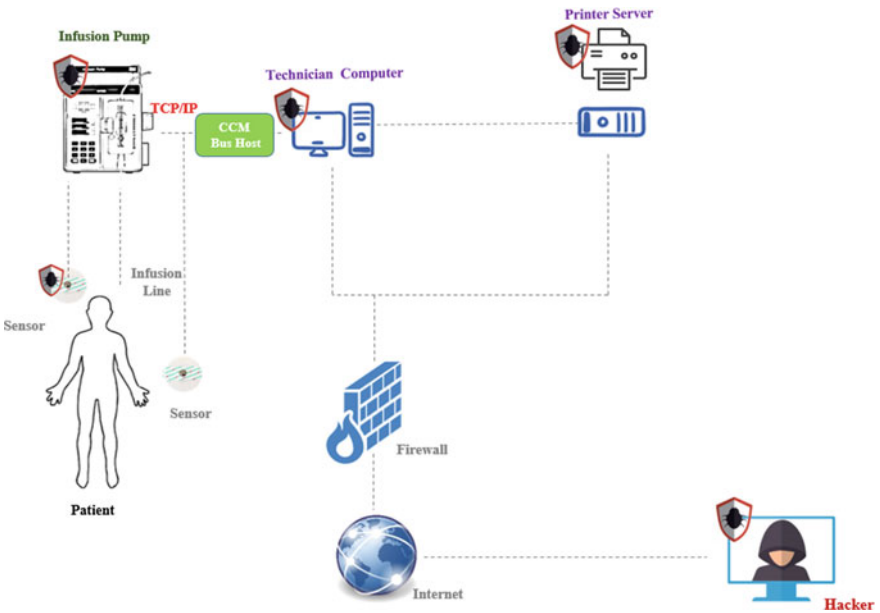 Printer Server
Infusion Pump
Technician Computer
TCP/IP
CCM
Bus Host
Infusion
Line
Sensor
Sensor
Firewall
Patient
Internet
Hacker